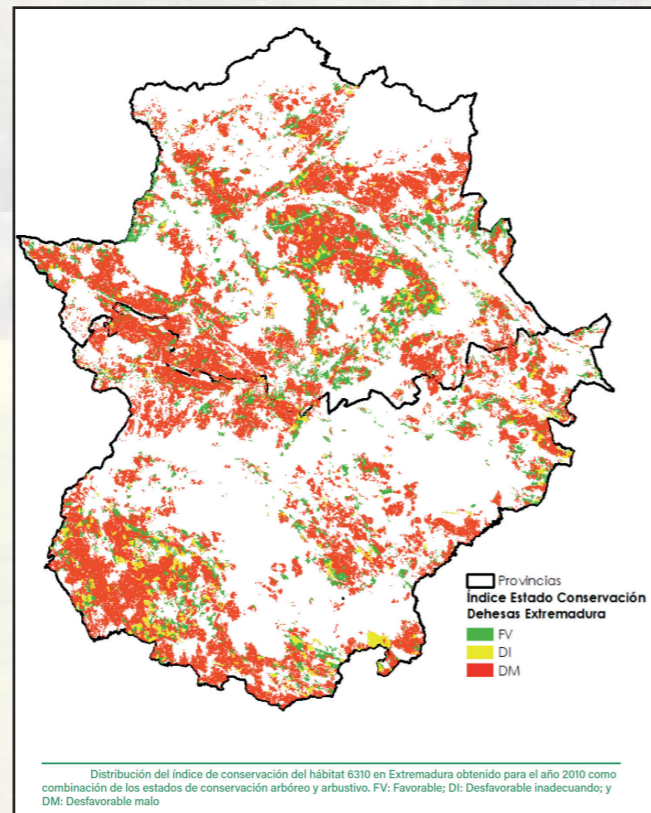 Provincias
Índice Estado Conservación
Dehesas Extremadura
FV
DI
DM
Distribución del índice de conservación del hábitat 6310 en Extremadura obtenido para el año 2010 como
combinación de los estados de conservación arbóreo y arbustivo. FV: Favorable; DI: Desfavorable inadecuando; y
DM: Desfavorable malo